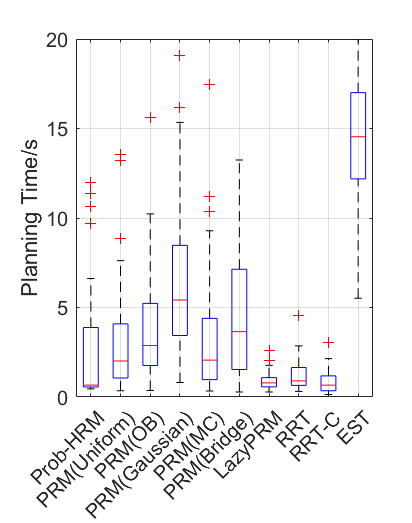 20
15
10
5
0
Planning Time/s
Prob-HRM
PRM(Uniform)
PRM(OB)
PRM(Gaussian)
PRM(MC)
PRM(Bridge)
LazyPRM
RRT
RRT-C
EST